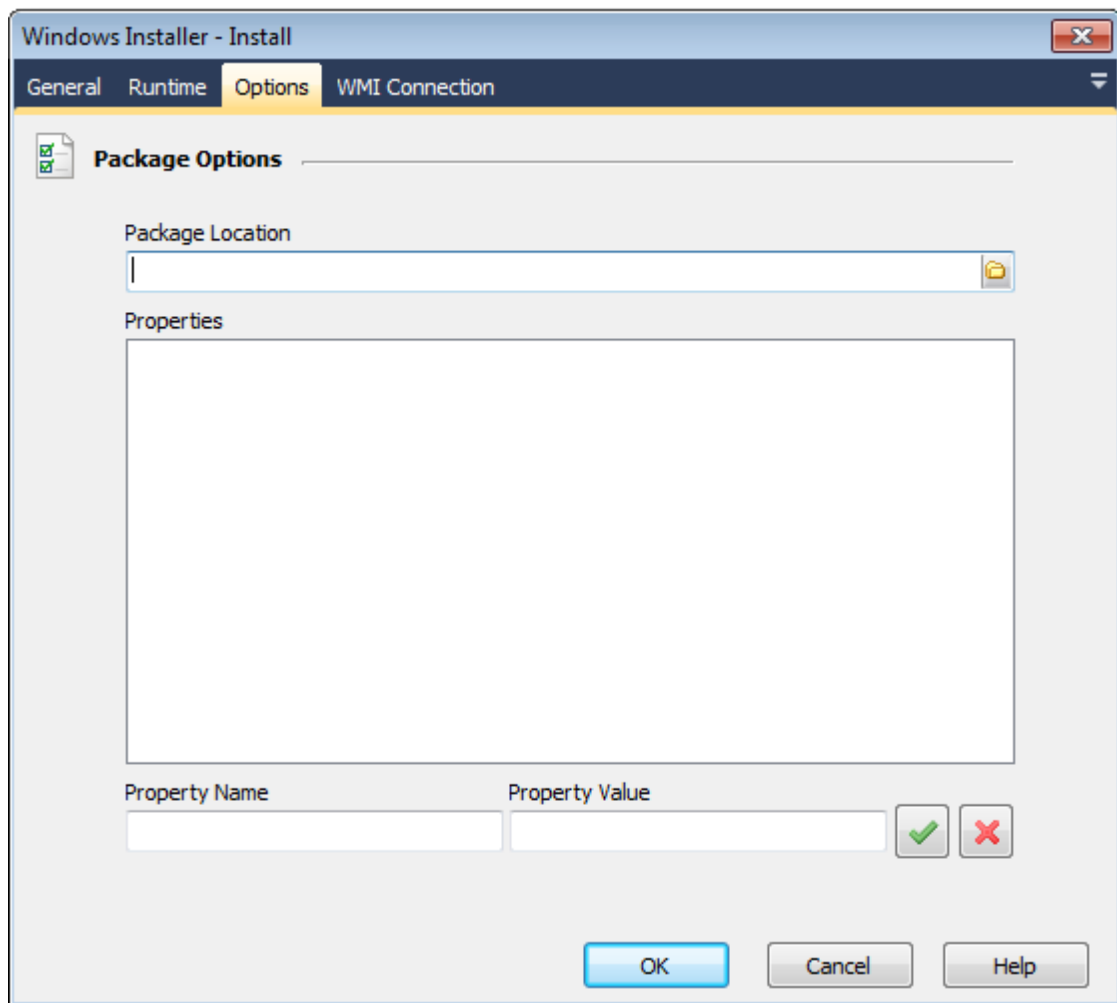 Windows Installer - Install
General Runtime Options WMI Connection
Package Options
Package Location
Properties
Property Name Property Value
OK Cancel Help